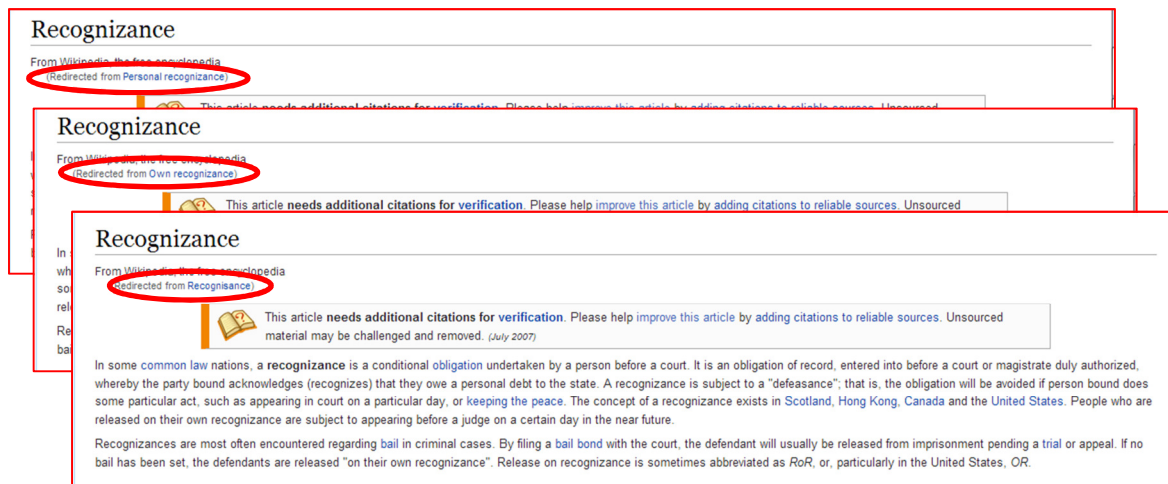 Recognizance
From Wikipedia, the free encyclopedia
(Redirected from Personal recognizance)
This article needs additional citations for verification. Please help improve this article by adding citations to reliable sources. Unsourced
Recognizance
From Wikipedia, the free encyclopedia
(Redirected from Own recognizance)
This article needs additional citations for verification. Please help improve this article by adding citations to reliable sources. Unsourced
In
wh
so
rel
Re
bai
Recognizance
From Wikipedia, the free encyclopedia
(Redirected from Recognisance)
This article needs additional citations for verification. Please help improve this article by adding citations to reliable sources. Unsourced
material may be challenged and removed. (July 2007)
In some common law nations, a recognizance is a conditional obligation undertaken by a person before a court. It is an obligation of record, entered into before a court or magistrate duly authorized,
whereby the party bound acknowledges (recognizes) that they owe a personal debt to the state. A recognizance is subject to a "defeasance"; that is, the obligation will be avoided if person bound does
some particular act, such as appearing in court on a particular day, or keeping the peace. The concept of a recognizance exists in Scotland, Hong Kong, Canada and the United States. People who are
released on their own recognizance are subject to appearing before a judge on a certain day in the near future.
Recognizances are most often encountered regarding bail in criminal cases. By filing a bail bond with the court, the defendant will usually be released from imprisonment pending a trial or appeal. If no
bail has been set, the defendants are released "on their own recognizance". Release on recognizance is sometimes abbreviated as RoR, or, particularly in the United States, OR.